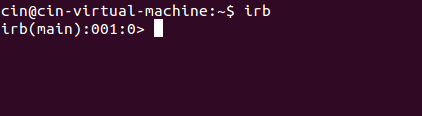 cin@cin-virtual-machine:~$ irb
irb(main):001:0>